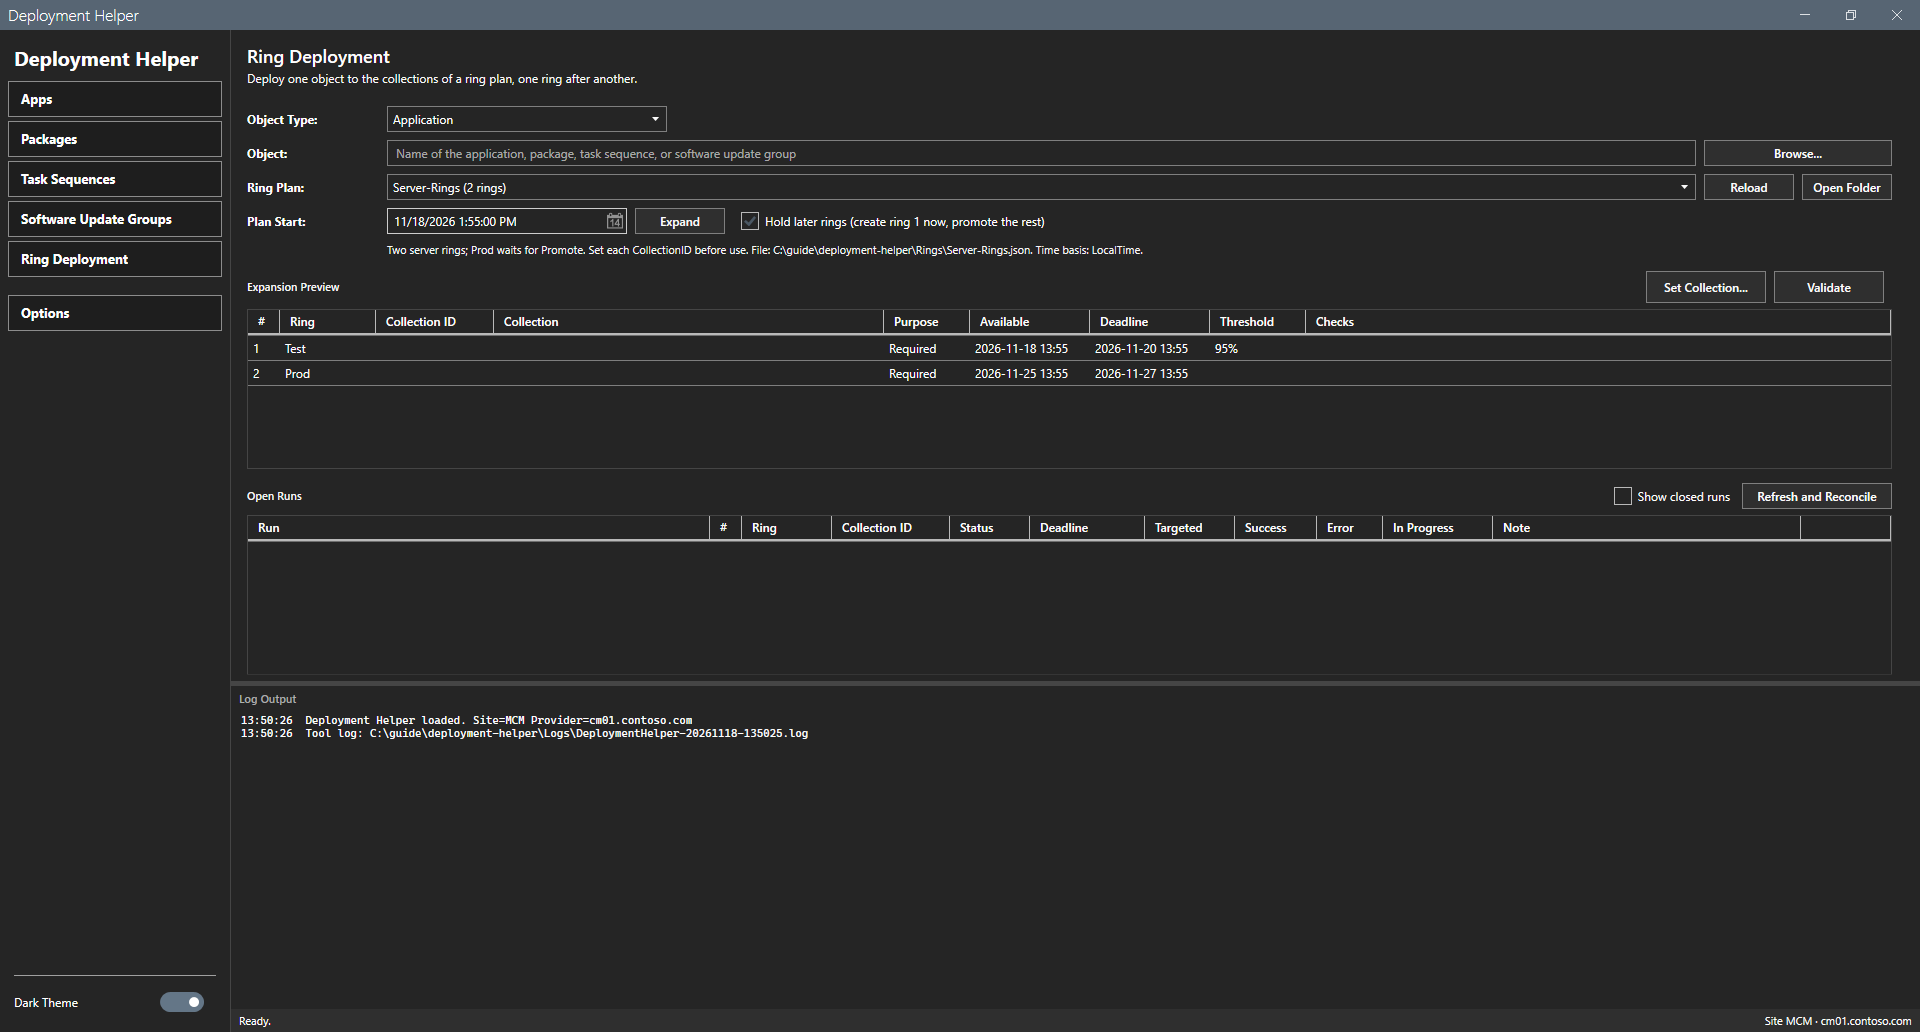 Deployment Helper
Deployment Helper
Apps
Packages
Task Sequences
Software Update Groups
Ring Deployment
Options
Dark Theme
Ring Deployment
Deploy one object to the collections of a ring plan, one ring after another.
Object Type: Application
Object: Name of the application, package, task sequence, or software update group Browse...
Ring Plan: Server-Rings (2 rings) Reload Open Folder
Plan Start: 11/18/2026 1:55:00 PM 14 Expand Hold later rings (create ring 1 now, promote the rest)
Two server rings; Prod waits for Promote. Set each CollectionID before use. File: C:\guide\deployment-helper\Rings\Server-Rings.json. Time basis: LocalTime.
Expansion Preview Set Collection... Validate
# Ring Collection ID Collection Purpose Available Deadline Threshold Checks
1 Test Required 2026-11-18 13:55 2026-11-20 13:55 95%
2 Prod Required 2026-11-25 13:55 2026-11-27 13:55
Open Runs Show closed runs Refresh and Reconcile
Run # Ring Collection ID Status Deadline Targeted Success Error In Progress Note
Log Output
13:50:26 Deployment Helper loaded. Site=MCM Provider=cm01.contoso.com
13:50:26 Tool log: C:\guide\deployment-helper\Logs\DeploymentHelper-20261118-135025.log
Ready. Site MCM · cm01.contoso.com